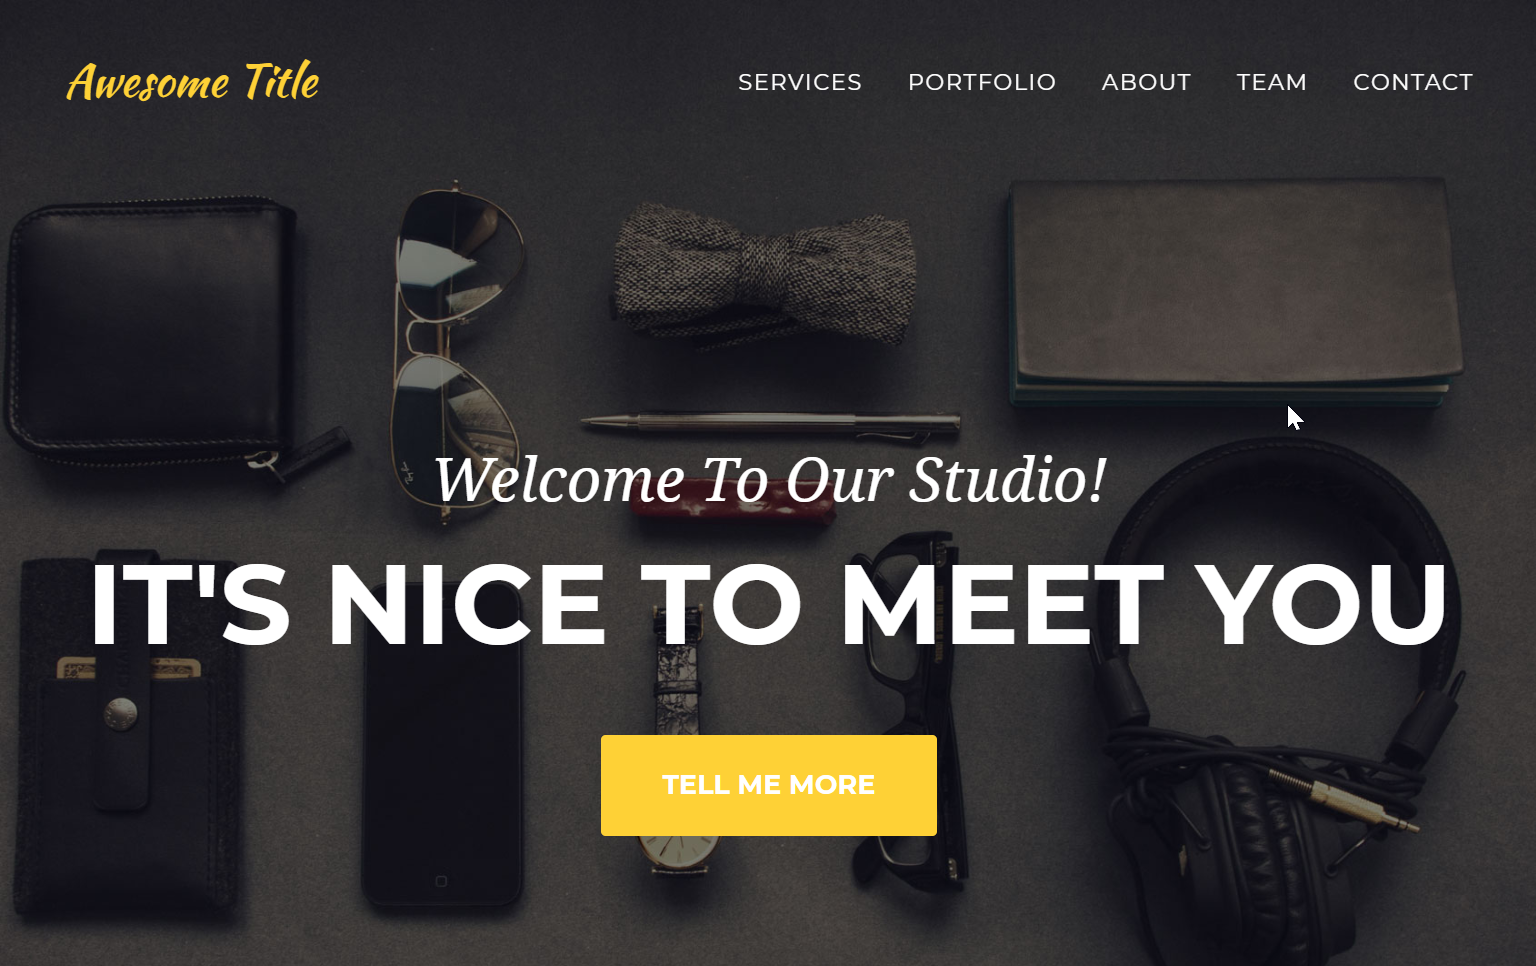 Awesome Title
SERVICES PORTFOLIO ABOUT TEAM CONTACT
Welcome To Our Studio!
IT'S NICE TO MEET YOU
TELL ME MORE